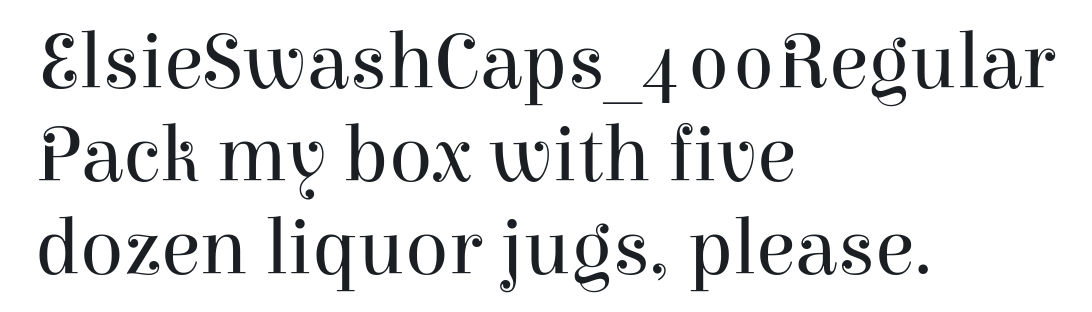 ElsieSwashCaps_400Regular
Pack my box with five
dozen liquor jugs, please.